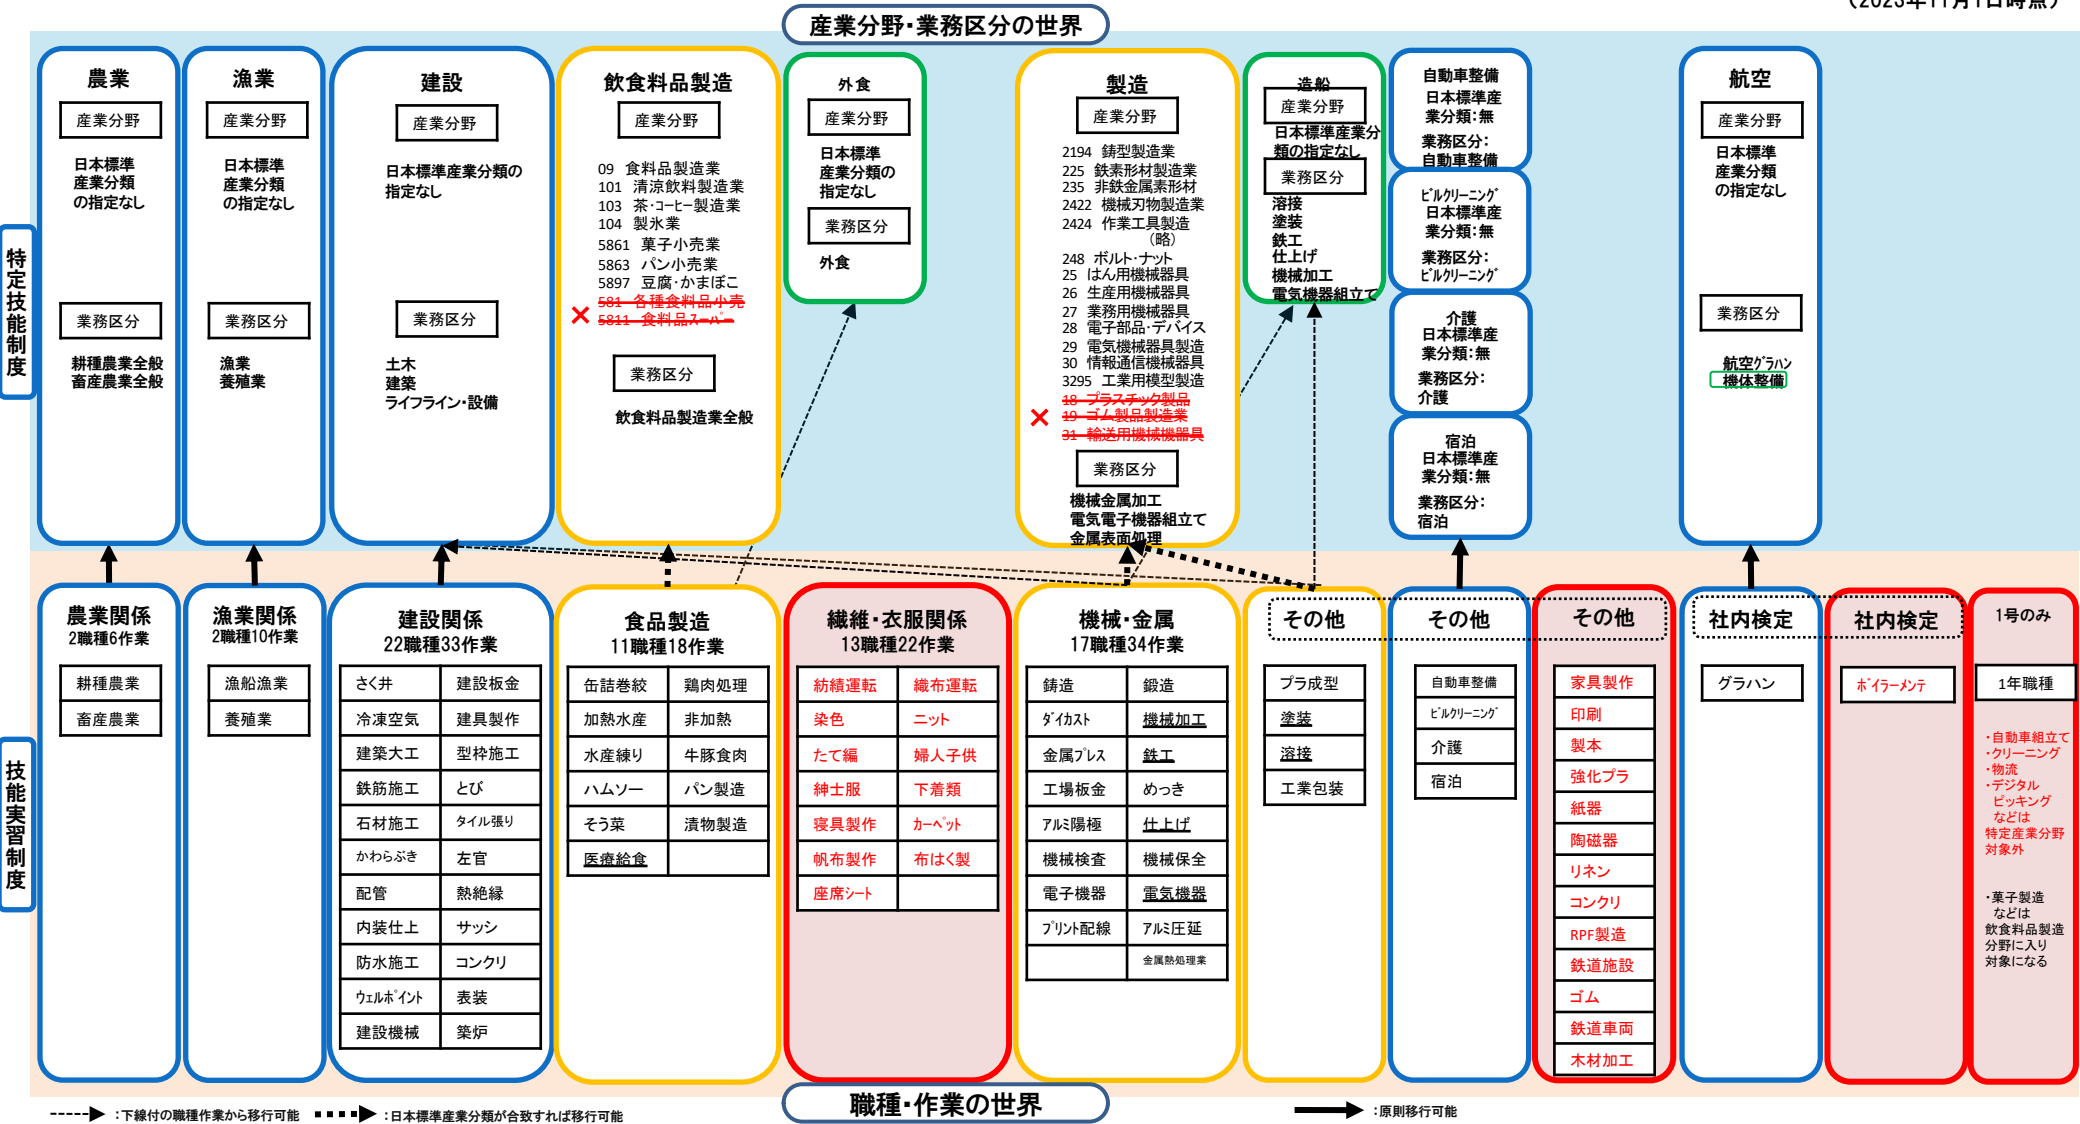 (2023年11月1日時点)
産業分野・業務区分の世界
特定技能制度
農業
産業分野
日本標準
産業分類
の指定なし
業務区分
耕種農業全般
畜産農業全般
漁業
産業分野
日本標準
産業分類
の指定なし
業務区分
漁業
養殖業
建設
産業分野
日本標準産業分類の
指定なし
業務区分
土木
建築
ライフライン・設備
飲食料品製造
産業分野
09 食料品製造業
101 清涼飲料製造業
103 茶・コーヒー製造業
104 製氷業
5861 菓子小売業
5863 パン小売業
5897 豆腐・かまぼこ
581 各種食料品小売
5811 食料品スーパー
業務区分
飲食料品製造業全般
外食
産業分野
日本標準
産業分類の
指定なし
業務区分
外食
製造
産業分野
2194 鋳型製造業
225 鉄素形材製造業
235 非鉄金属素形材
2422 機械刃物製造業
2424 作業工具製造
(略)
248 ボルト・ナット
25 はん用機械器具
26 生産用機械器具
27 業務用機械器具
28 電子部品・デバイス
29 電気機械器具製造
30 情報通信機械器具
3295 工業用模型製造
18 プラスチック製品
19 ゴム製品製造業
31 輸送用機械機器具
業務区分
機械金属加工
電気電子機器組立て
金属表面処理
造船
産業分野
日本標準産業分
類の指定なし
業務区分
溶接
塗装
鉄工
仕上げ
機械加工
電気機器組立て
自動車整備
日本標準産
業分類:無
業務区分:
自動車整備
ビルクリーニング
日本標準産
業分類:無
業務区分:
ビルクリーニング
介護
日本標準産
業分類:無
業務区分:
介護
宿泊
日本標準産
業分類:無
業務区分:
宿泊
航空
産業分野
日本標準
産業分類
の指定なし
業務区分
航空グラハン
機体整備
技能実習制度
農業関係
2職種6作業
耕種農業
畜産農業
漁業関係
2職種10作業
漁船漁業
養殖業
建設関係
22職種33作業
さく井 建設板金
冷凍空気 建具製作
建築大工 型枠施工
鉄筋施工 とび
石材施工 タイル張り
かわらぶき 左官
配管 熱絶縁
内装仕上 サッシ
防水施工 コンクリ
ウェルポイント 表装
建設機械 築炉
食品製造
11職種18作業
缶詰巻絞 鶏肉処理
加熱水産 非加熱
水産練り 牛豚食肉
ハムソー パン製造
そう菜 漬物製造
医療給食
繊維・衣服関係
13職種22作業
紡績運転 織布運転
染色 ニット
たて編 婦人子供
紳士服 下着類
寝具製作 カーペット
帆布製作 布はく製
座席シート
機械・金属
17職種34作業
鋳造 鍛造
ダイカスト 機械加工
金属プレス 鉄工
工場板金 めっき
アルミ陽極 仕上げ
機械検査 機械保全
電子機器 電気機器
プリント配線 アルミ圧延
金属熱処理業
その他
プラ成型
塗装
溶接
工業包装
その他
自動車整備
ビルクリーニング
介護
宿泊
その他
家具製作
印刷
製本
強化プラ
紙器
陶磁器
リネン
コンクリ
RPF製造
鉄道施設
ゴム
鉄道車両
木材加工
社内検定
グラハン
社内検定
ボイラーメンテ
1号のみ
1年職種
・自動車組立て
・クリーニング
・物流
・デジタル
ピッキング
などは
特定産業分野
対象外
・菓子製造
などは
飲食料品製造
分野に入り
対象になる
職種・作業の世界
:下線付の職種作業から移行可能
:日本標準産業分類が合致すれば移行可能
:原則移行可能